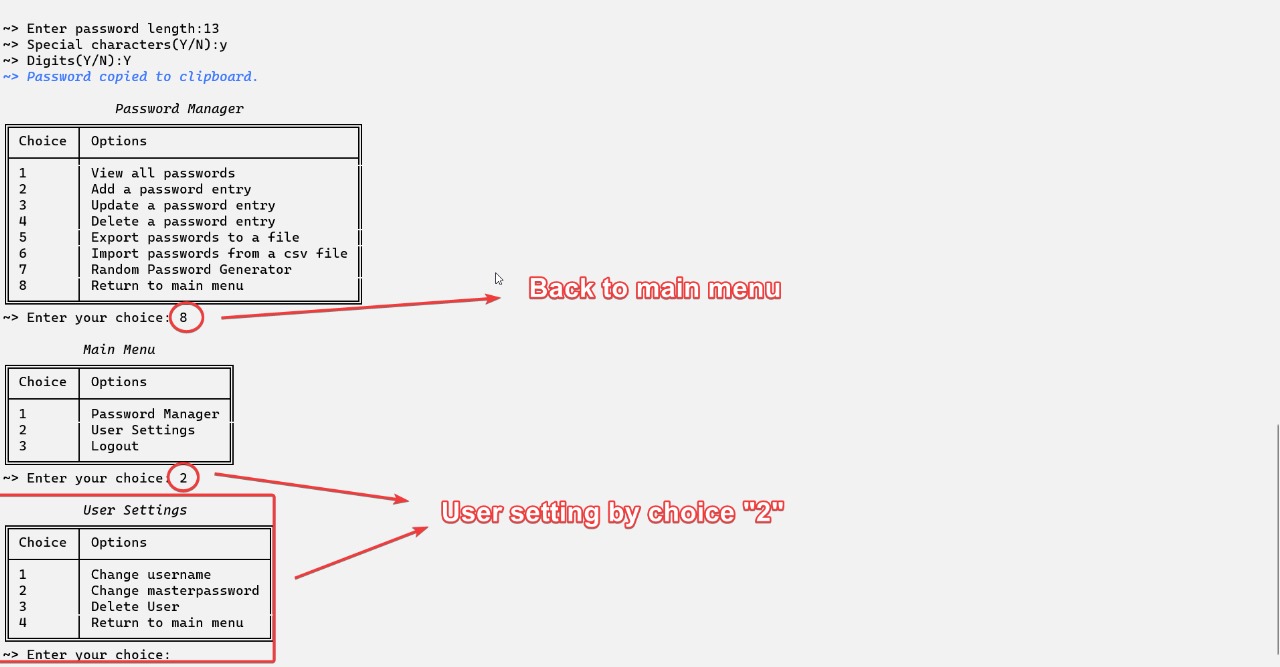 ~> Enter password length:13
~> Special characters(Y/N):y
~> Digits(Y/N):Y
~> Password copied to clipboard.
Password Manager
Choice Options
1 View all passwords
2 Add a password entry
3 Update a password entry
4 Delete a password entry
5 Export passwords to a file
6 Import passwords from a csv file
7 Random Password Generator
8 Return to main menu
~> Enter your choice: 8
Back to main menu
Main Menu
Choice Options
1 Password Manager
2 User Settings
3 Logout
~> Enter your choice: 2
User setting by choice "2"
User Settings
Choice Options
1 Change username
2 Change masterpassword
3 Delete User
4 Return to main menu
~> Enter your choice: